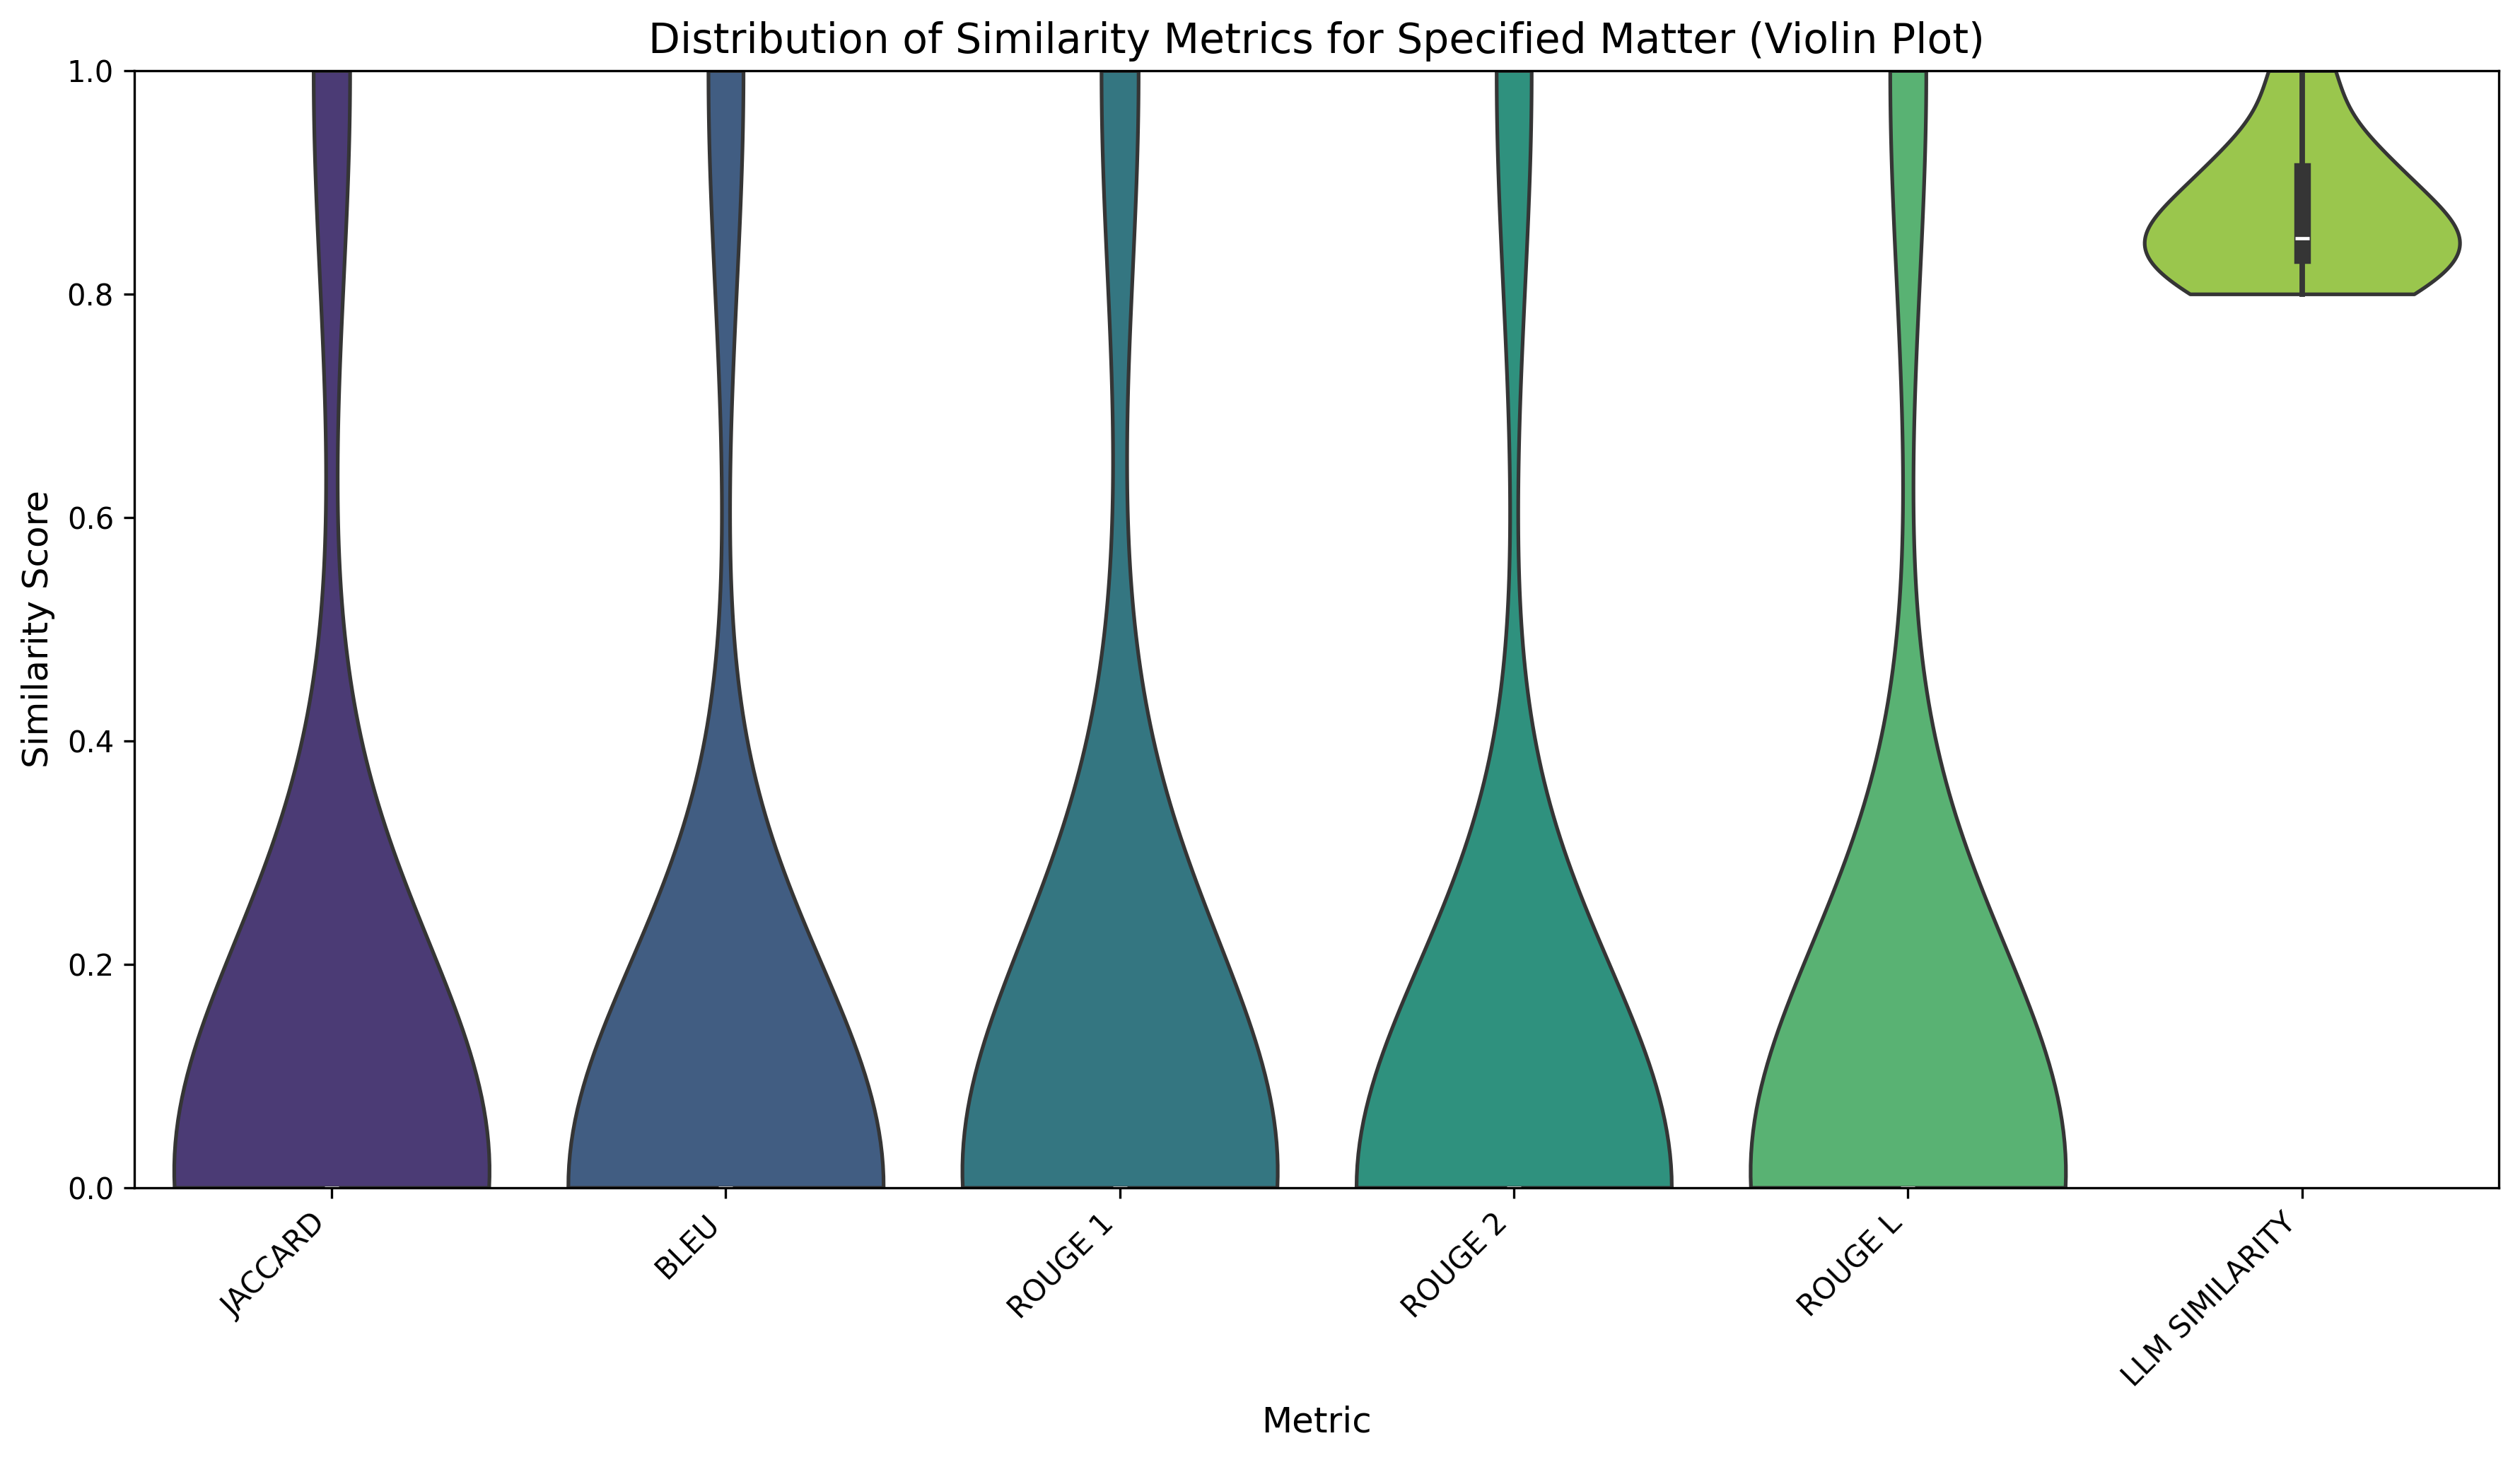 Distribution of Similarity Metrics for Specified Matter (Violin Plot)
1.0
0.8
0.6
0.4
0.2
0.0
Similarity Score
JACCARD
BLEU
ROUGE 1
ROUGE 2
ROUGE L
LLM SIMILARITY
Metric